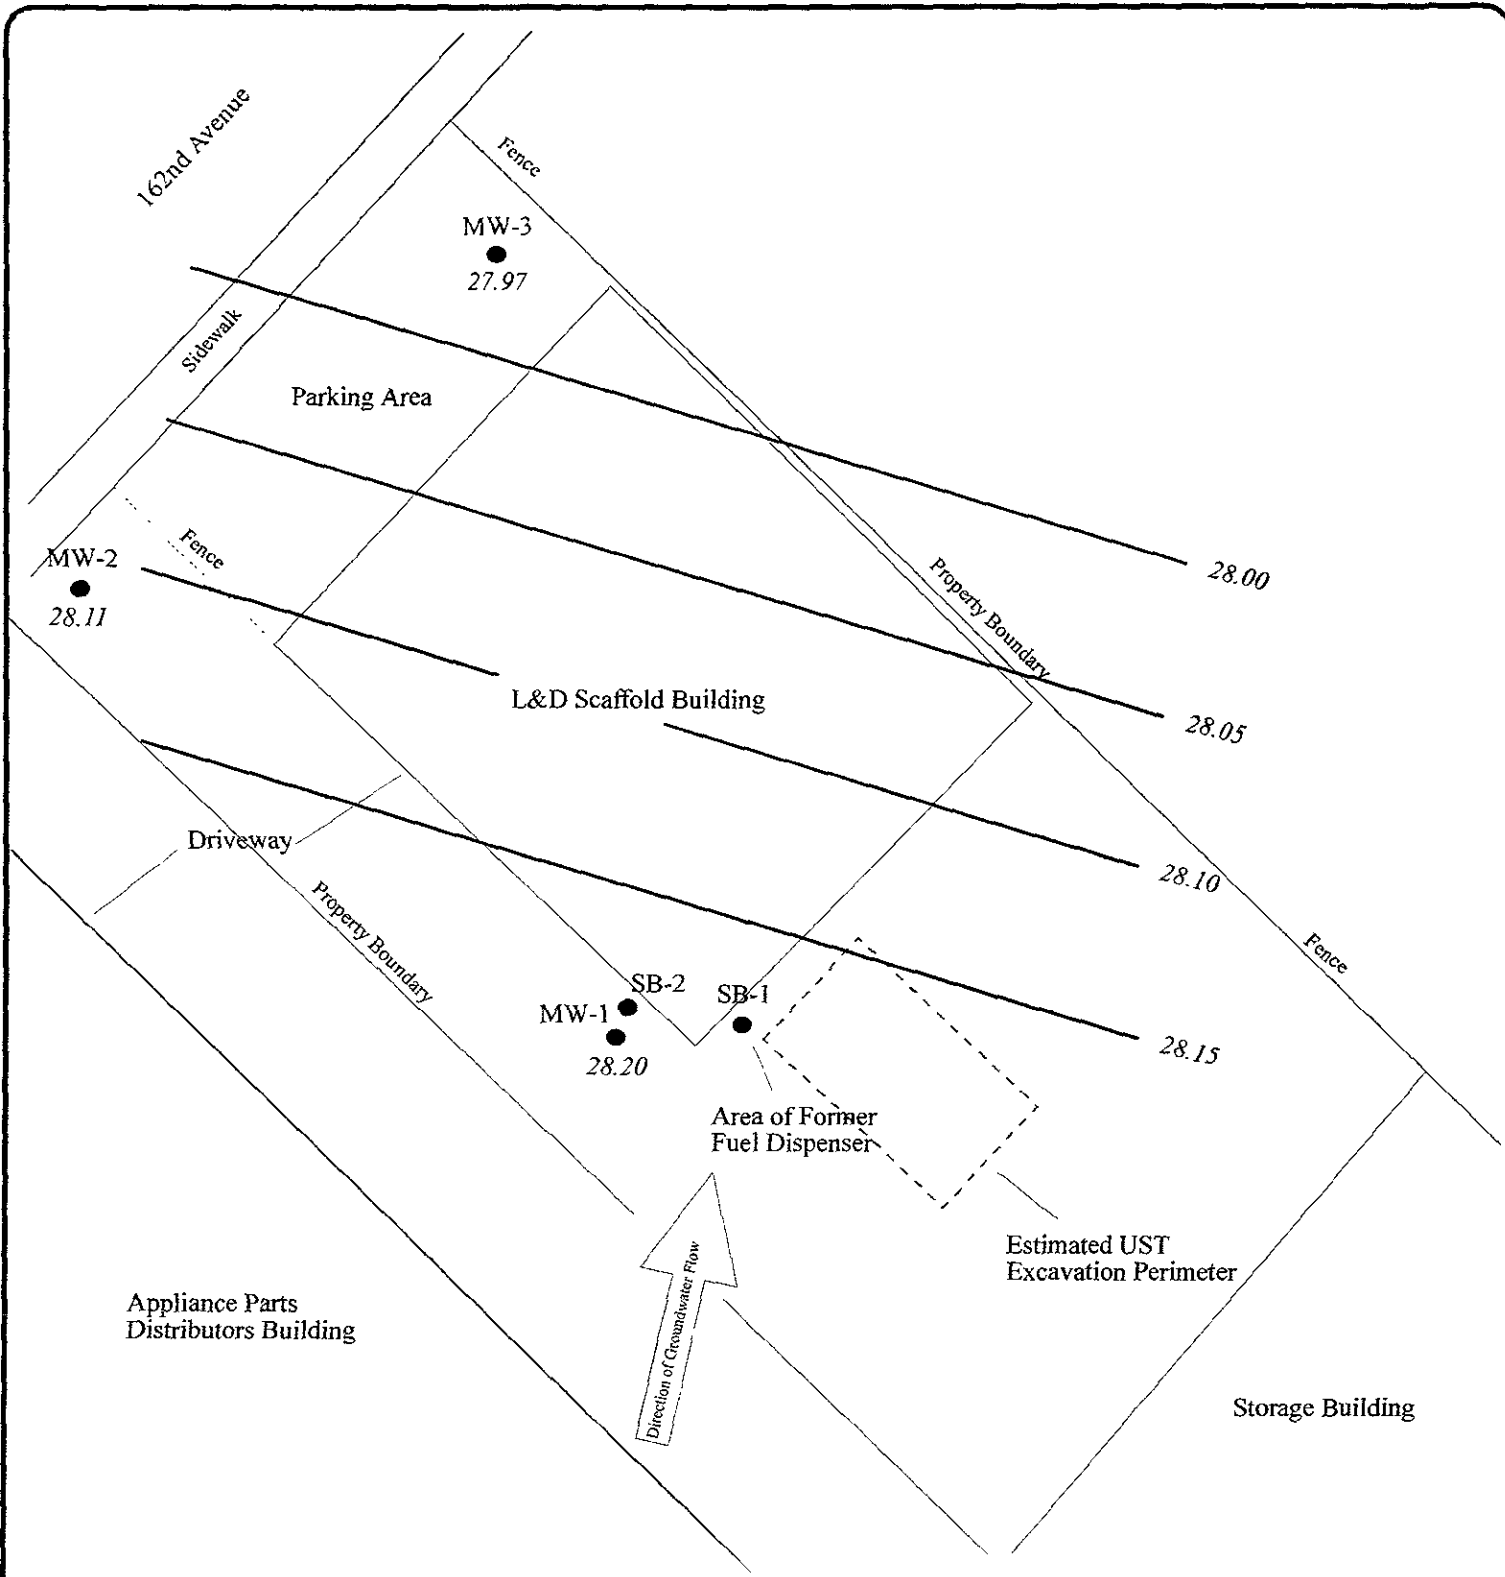 162nd Avenue
Fence
MW-3
27.97
Sidewalk
Parking Area
Fence
MW-2
28.11
28.00
Property Boundary
L&D Scaffold Building
28.05
Driveway
28.10
Property Boundary
Fence
SB-2
SB-1
MW-1
28.20
28.15
Area of Former
Fuel Dispenser
Direction of Groundwater Flow
Estimated UST
Excavation Perimeter
Appliance Parts
Distributors Building
Storage Building